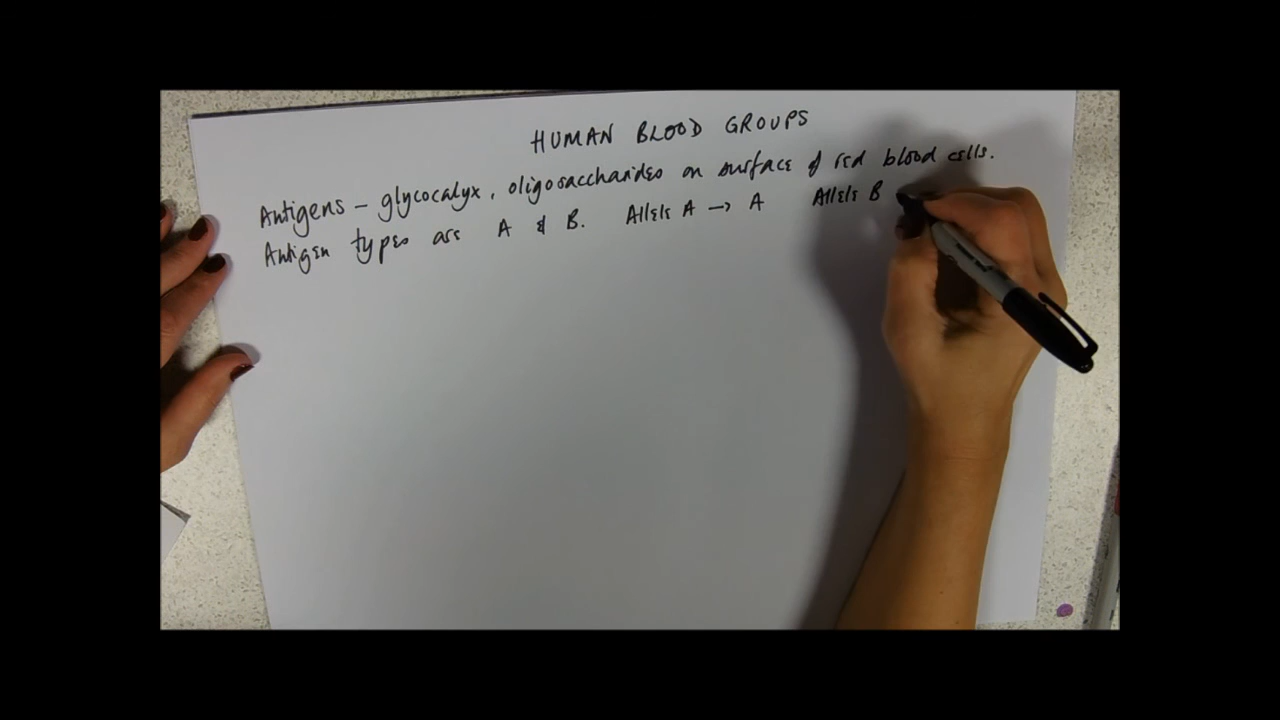 HUMAN BLOOD GROUPS
Antigens - glycocalyx, oligosaccharides on surface of red blood cells.
Antigen types are A & B. Allele A → A Allele B